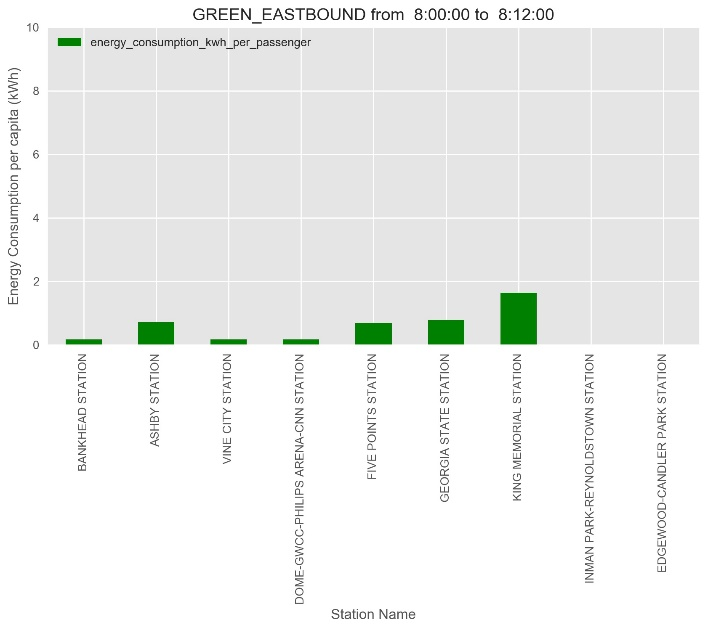 GREEN_EASTBOUND from  8:00:00 to  8:12:00
energy_consumption_kwh_per_passenger
Energy Consumption per capita (kWh)
10
8
6
4
2
0
BANKHEAD STATION
ASHBY STATION
VINE CITY STATION
DOME-GWCC-PHILIPS ARENA-CNN STATION
FIVE POINTS STATION
GEORGIA STATE STATION
KING MEMORIAL STATION
INMAN PARK-REYNOLDSTOWN STATION
EDGEWOOD-CANDLER PARK STATION
Station Name